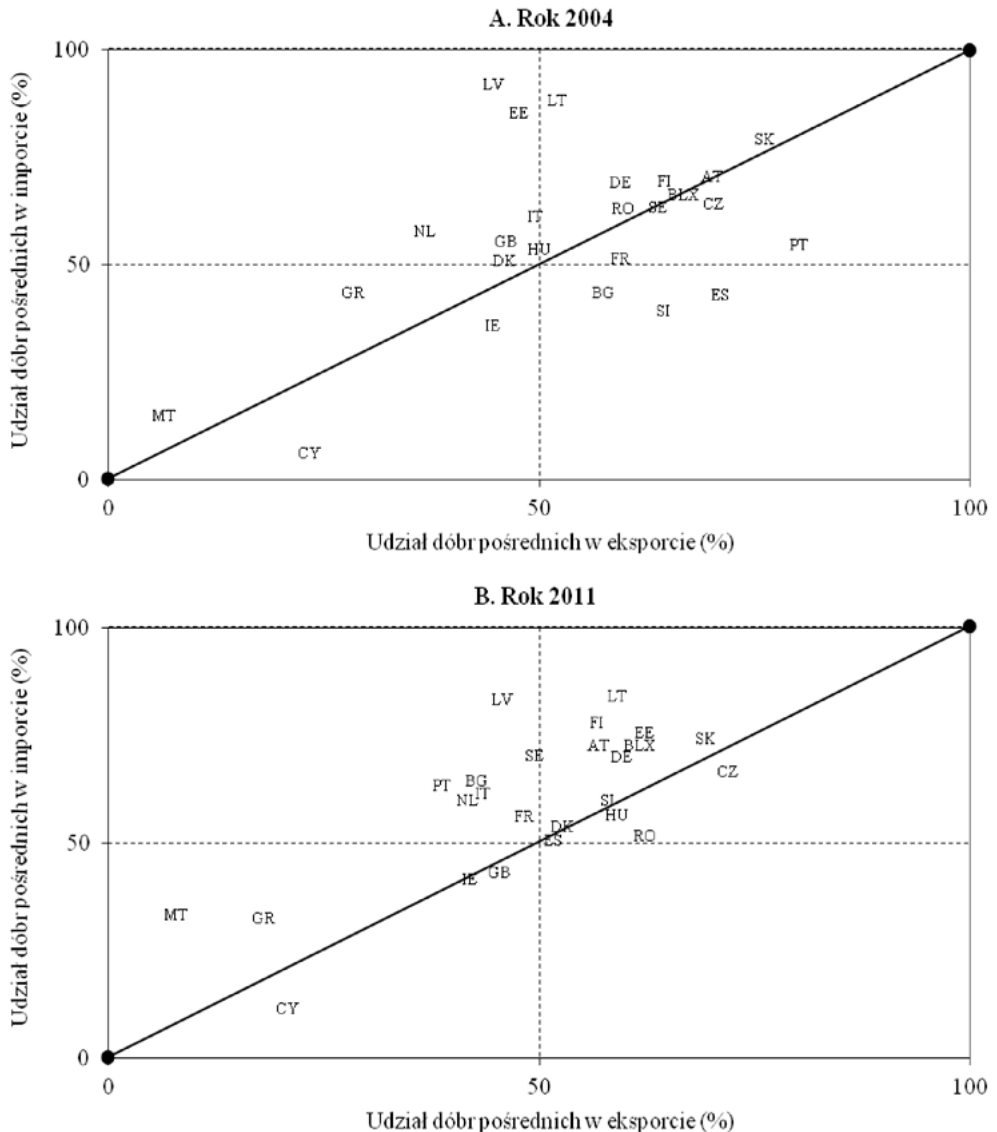 A. Rok 2004
Udział dóbr pośrednich w imporcie (%)
100
LV
LT
EE
SK
DE
FI
AT
BLX
RO
SE
CZ
IT
NL
GB
HU
PT
50
DK
FR
GR
BG
ES
SI
IE
MT
CY
0
0
50
100
Udział dóbr pośrednich w eksporcie (%)
B. Rok 2011
Udział dóbr pośrednich w imporcie (%)
100
LV
LT
FI
EE
SK
AT
BLX
SE
DE
CZ
PT
BG
IT
NL
SI
FR
HU
DK
RO
50
ES
GB
IE
MT
GR
CY
0
0
50
100
Udział dóbr pośrednich w eksporcie (%)